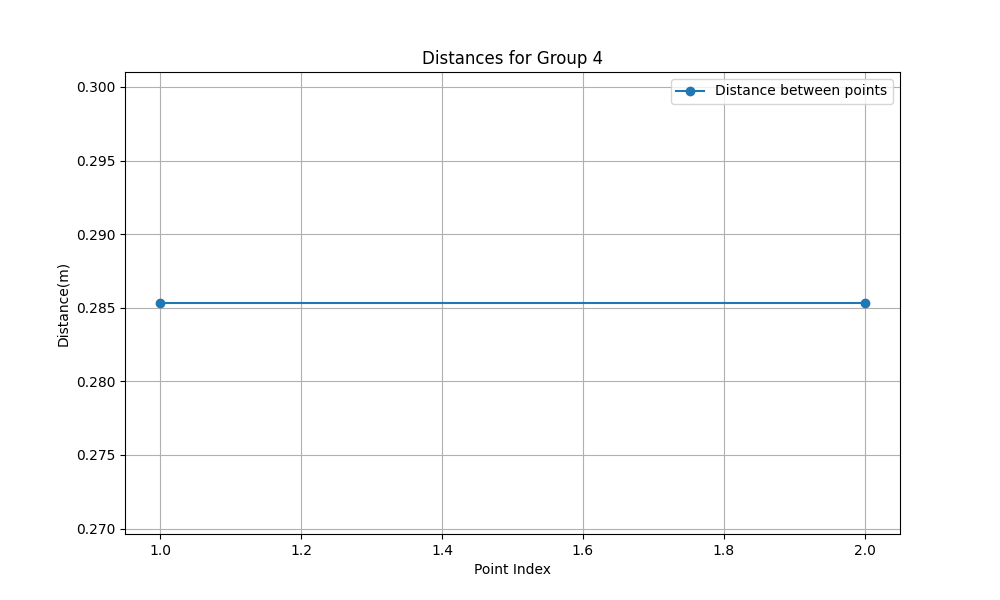 Distances for Group 4
Distance between points
0.300
0.295
0.290
0.285
0.280
0.275
0.270
Distance(m)
1.0 1.2 1.4 1.6 1.8 2.0
Point Index